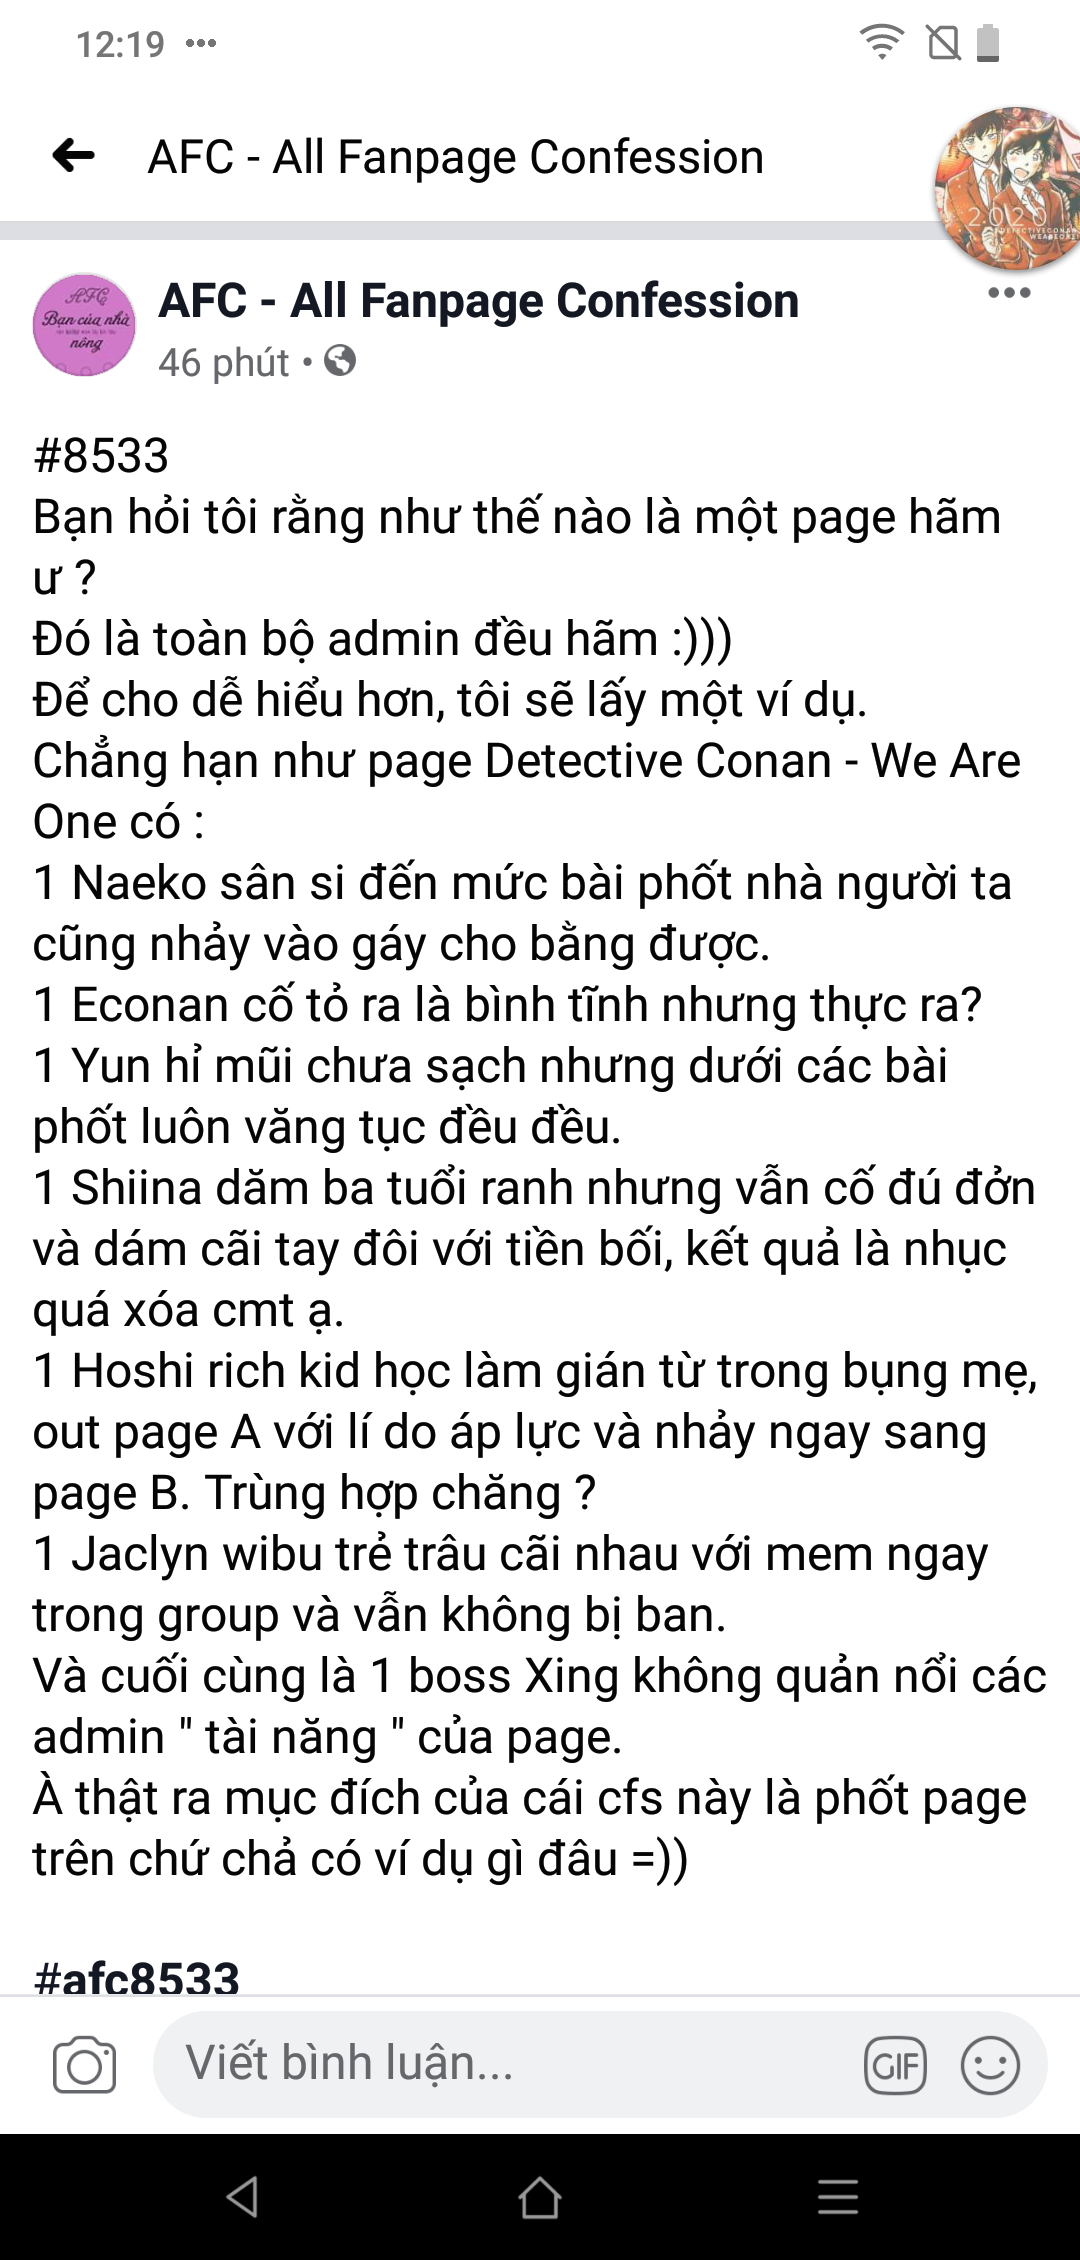 12:19
AFC - All Fanpage Confession
2.020
DETECTIVECONAN
AFC
Bạn của nhà
nông
AFC - All Fanpage Confession
46 phút
#8533
Bạn hỏi tôi rằng như thế nào là một page hãm
ư ?
Đó là toàn bộ admin đều hãm :)))
Để cho dễ hiểu hơn, tôi sẽ lấy một ví dụ.
Chẳng hạn như page Detective Conan - We Are
One có :
1 Naeko sân si đến mức bài phốt nhà người ta
cũng nhảy vào gáy cho bằng được.
1 Econan cố tỏ ra là bình tĩnh nhưng thực ra?
1 Yun hỉ mũi chưa sạch nhưng dưới các bài
phốt luôn văng tục đều đều.
1 Shiina dăm ba tuổi ranh nhưng vẫn cố đú đởn
và dám cãi tay đôi với tiền bối, kết quả là nhục
quá xóa cmt ạ.
1 Hoshi rich kid học làm gián từ trong bụng mẹ,
out page A với lí do áp lực và nhảy ngay sang
page B. Trùng hợp chăng ?
1 Jaclyn wibu trẻ trâu cãi nhau với mem ngay
trong group và vẫn không bị ban.
Và cuối cùng là 1 boss Xing không quản nổi các
admin " tài năng " của page.
À thật ra mục đích của cái cfs này là phốt page
trên chứ chả có ví dụ gì đâu =))
#afc8533
Viết bình luận...
GIF